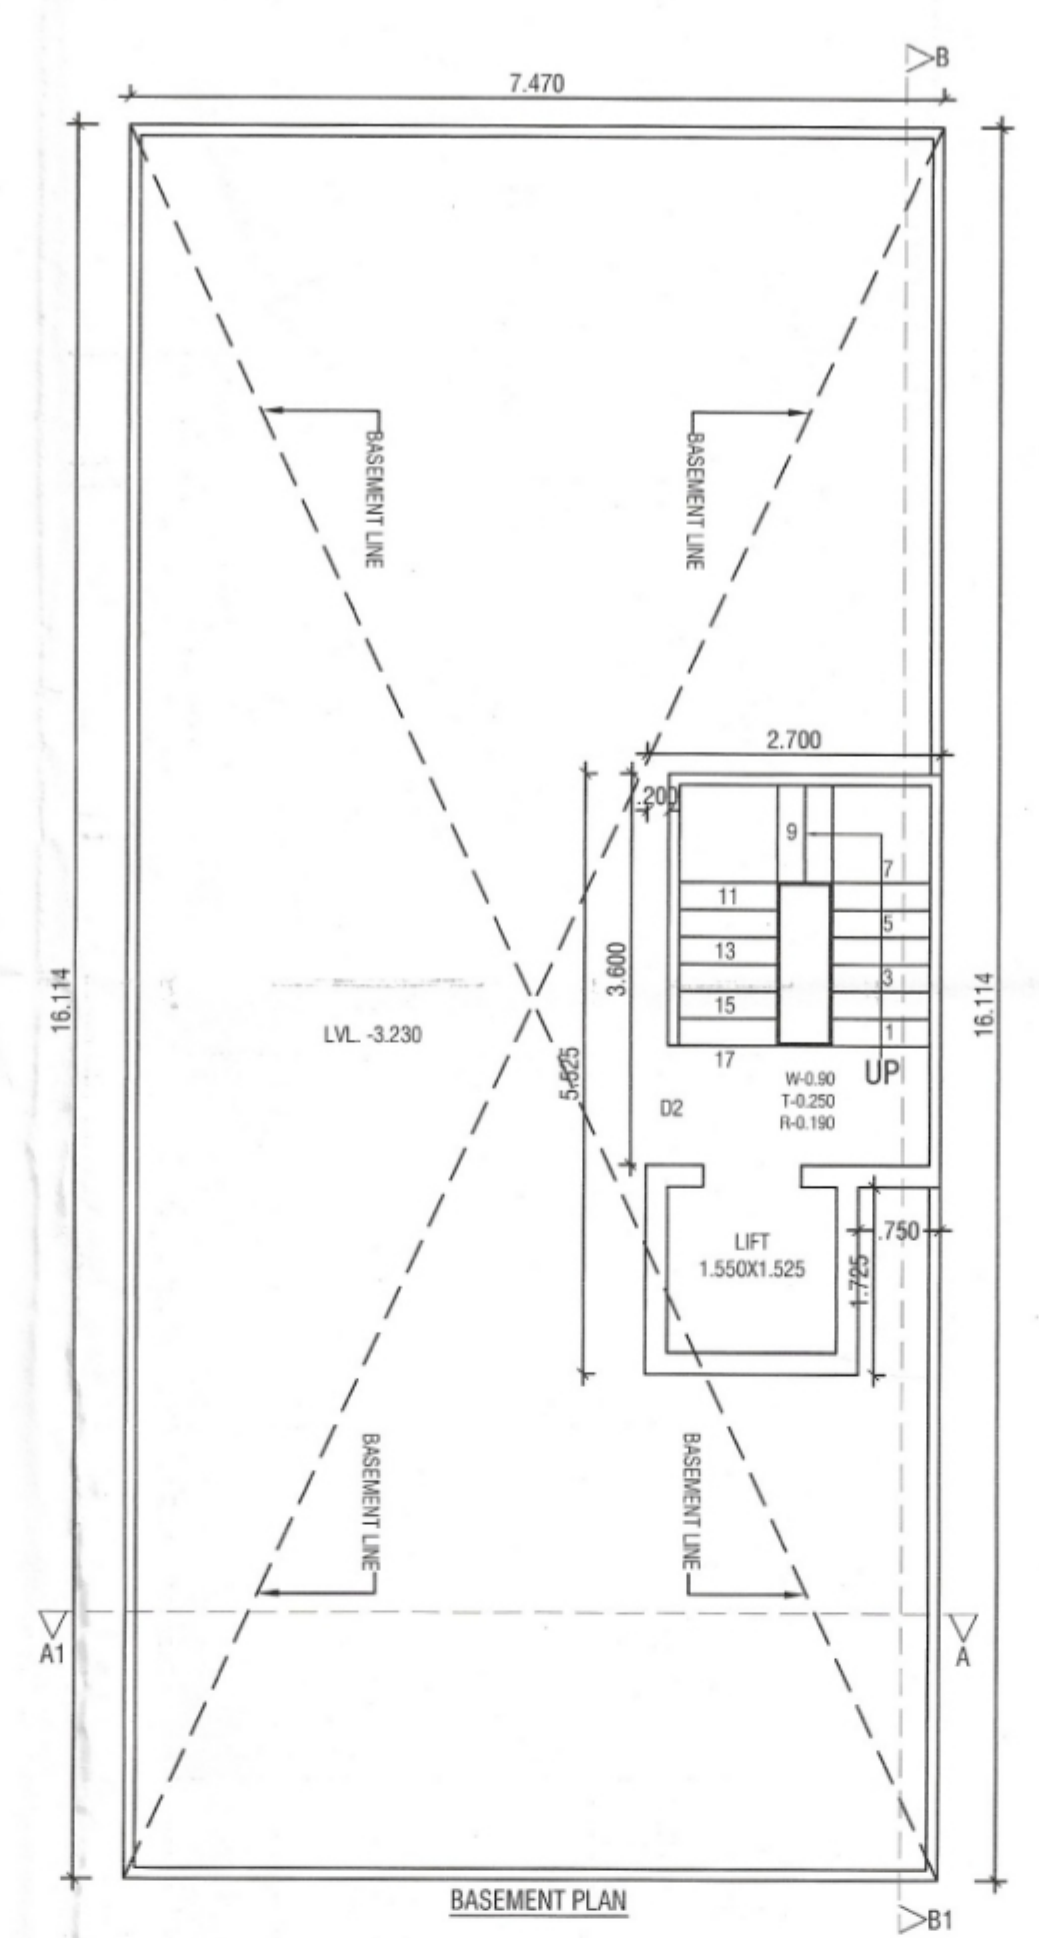 B
7.470
BASEMENT LINE
BASEMENT LINE
2.700
.200
9
7
11
5
13
3
15
1
17
UP
16.114
16.114
LVL. -3.230
5.525
W-0.90
T-0.250
R-0.190
D2
LIFT
1.550X1.525
.750
1.725
BASEMENT LINE
BASEMENT LINE
A1
A
BASEMENT PLAN
B1